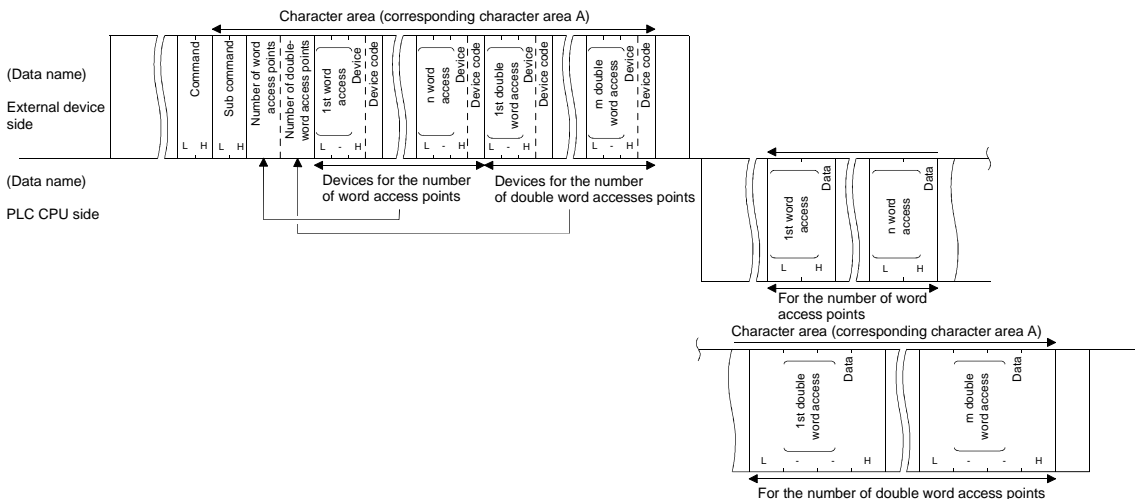 Character area (corresponding character area A)
(Data name)
External device
side
Command
L H
Sub command
L H
Number of word
access points
Number of double-
word access points
1st word
access
Device
Device code
L - H
n word
access
Device
Device code
L - H
1st double
word access
Device
Device code
L - H
m double
word access
Device
Device code
L - H
(Data name)
PLC CPU side
Devices for the number
of word access points
Devices for the number
of double word accesses points
1st word
access
Data
L H
n word
access
Data
L H
For the number of word
access points
Character area (corresponding character area A)
1st double
word access
Data
L - - H
m double
word access
Data
L - - H
For the number of double word access points